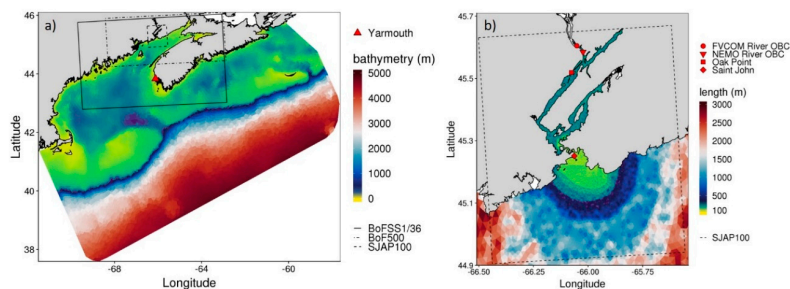 a)
46
44
42
40
38
Latitude
-68
-66
-64
-62
-60
Longitude
Yarmouth
bathymetry (m)
5000
4000
3000
2000
1000
0
BoFSS1/36
BoF500
SJAP100
b)
45.7
45.5
45.3
45.1
44.9
Latitude
-66.50
-66.25
-66.00
-65.75
Longitude
FVCOM River OBC
NEMO River OBC
Oak Point
Saint John
length (m)
3000
2500
2000
1500
1000
500
100
SJAP100